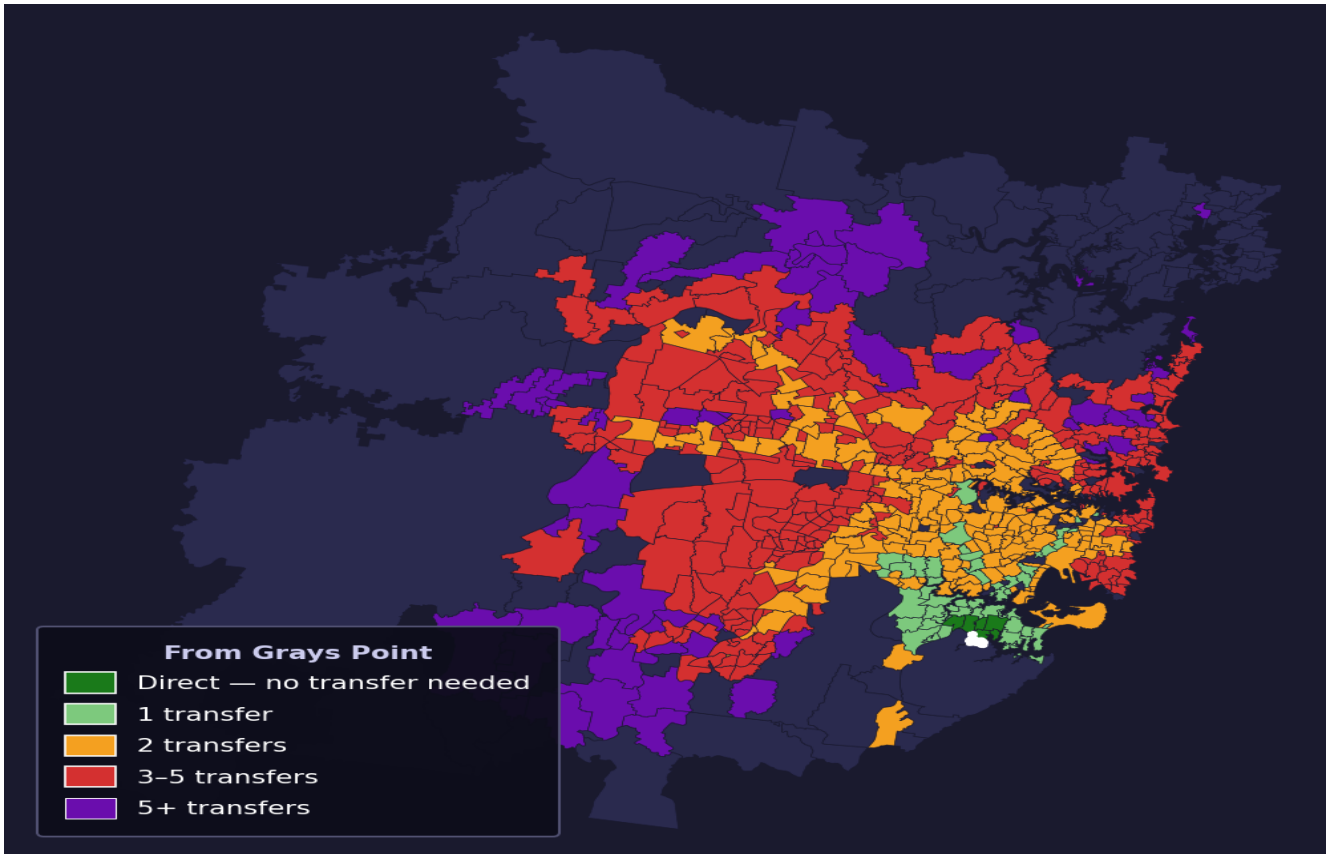 From Grays Point
Direct — no transfer needed
1 transfer
2 transfers
3–5 transfers
5+ transfers